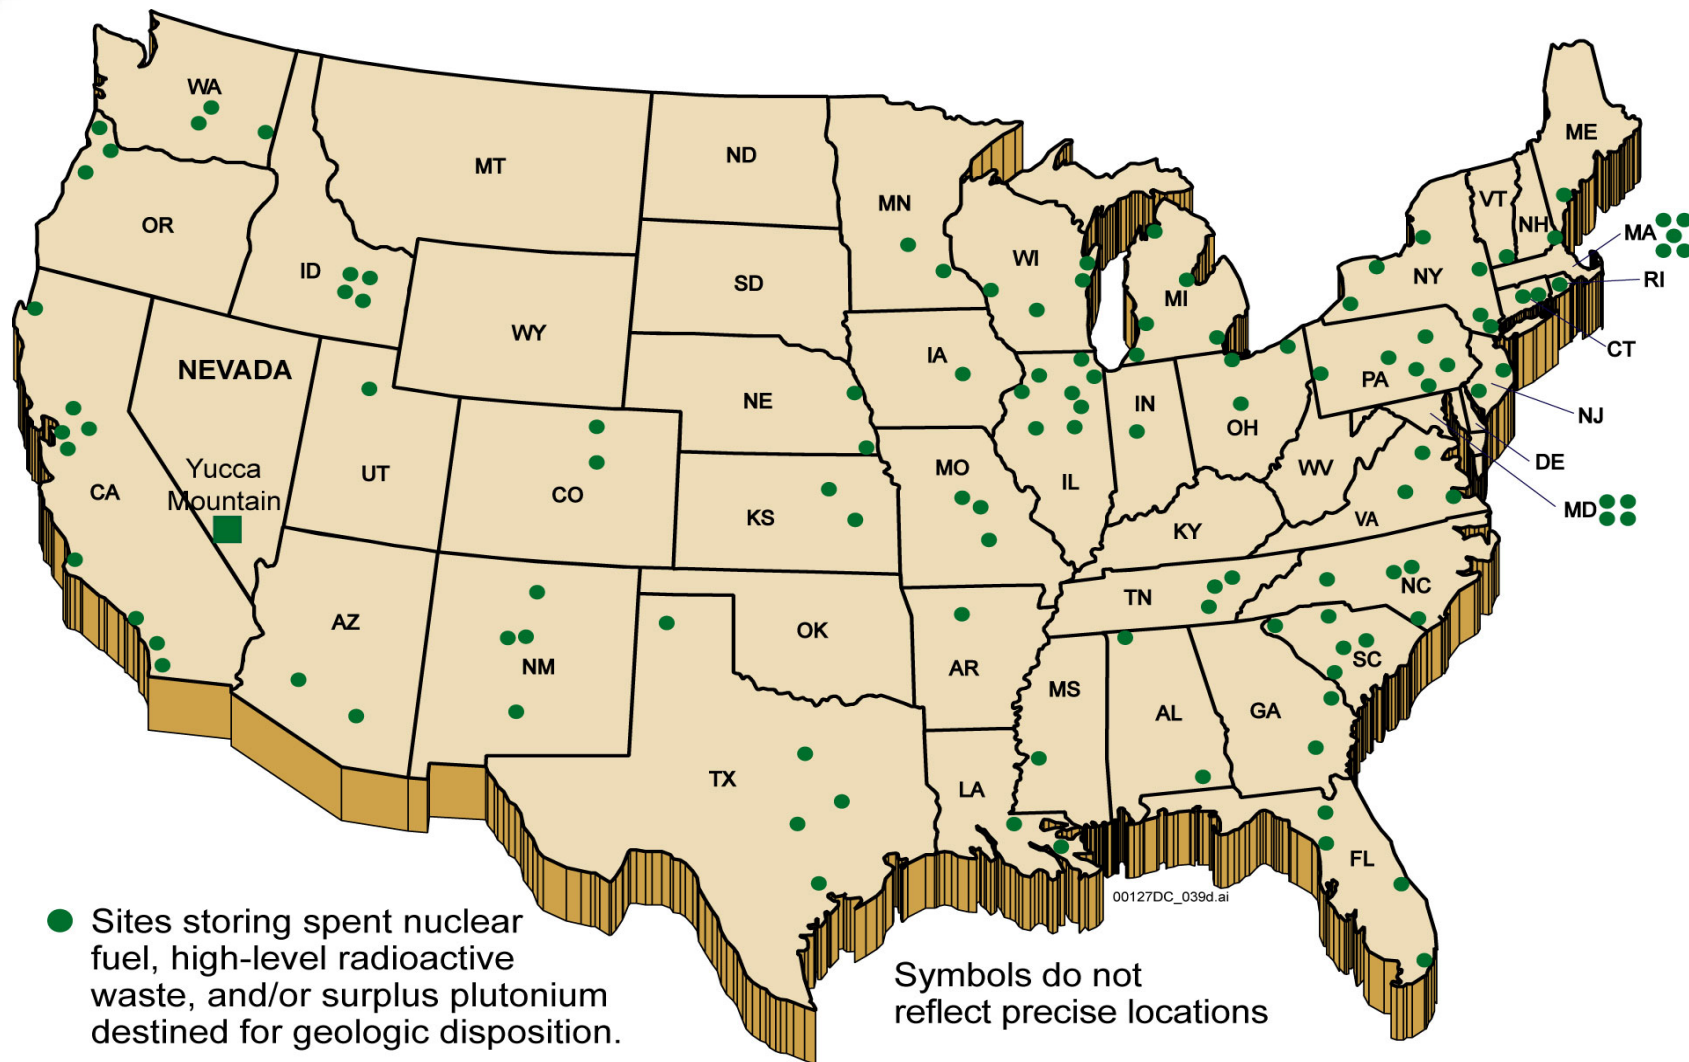 WA
MT
ND
MN
ME
VT
NH
MA
OR
ID
SD
WI
MI
NY
RI
WY
IA
CT
NEVADA
NE
IN
OH
PA
NJ
Yucca
Mountain
CA
UT
CO
KS
MO
IL
WV
DE
VA
MD
KY
TN
NC
AZ
NM
OK
AR
MS
AL
GA
SC
TX
LA
FL
00127DC_039d.ai
Sites storing spent nuclear
fuel, high-level radioactive
waste, and/or surplus plutonium
destined for geologic disposition.
Symbols do not
reflect precise locations